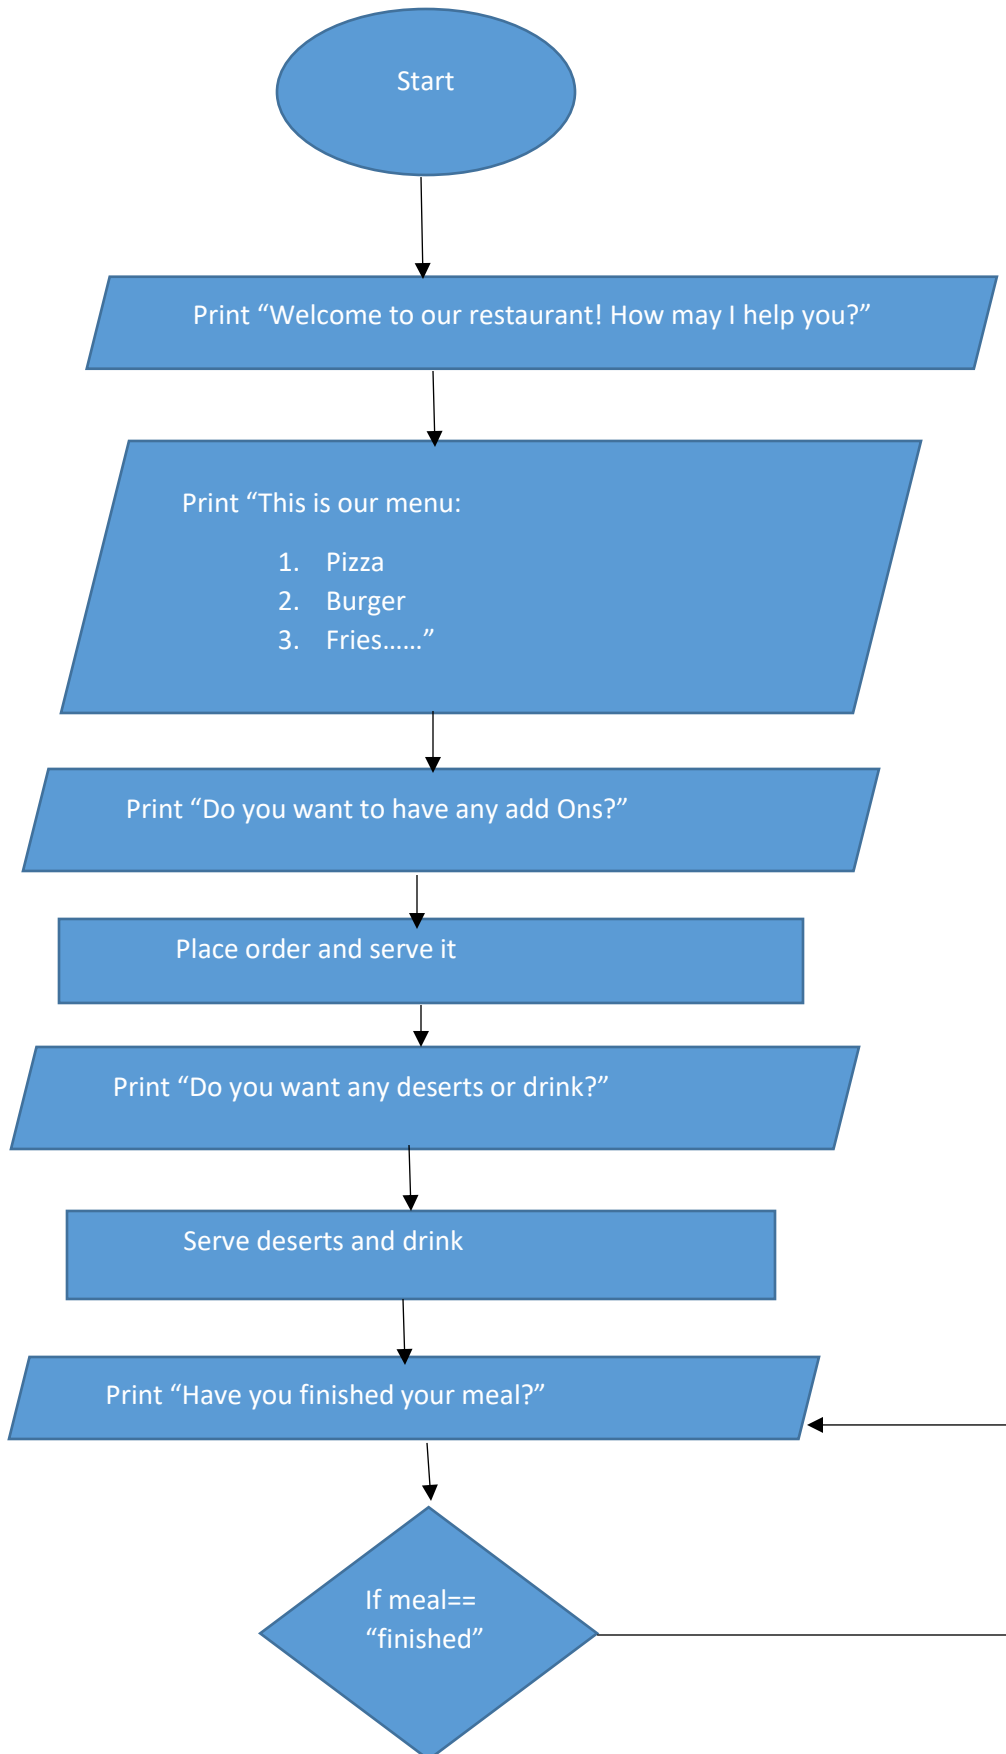 Start
Print “Welcome to our restaurant! How may I help you?”
Print “This is our menu:
1. Pizza
2. Burger
3. Fries……”
Print “Do you want to have any add Ons?”
Place order and serve it
Print “Do you want any deserts or drink?”
Serve deserts and drink
Print “Have you finished your meal?”
If meal==
“finished”